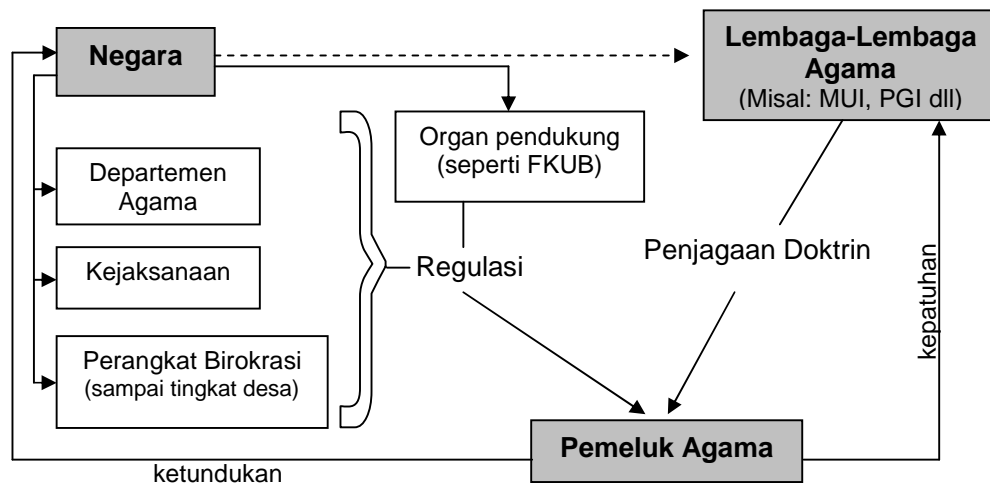 Negara
Lembaga-Lembaga
Agama
(Misal: MUI, PGI dll)
Organ pendukung
(seperti FKUB)
Departemen
Agama
Kejaksanaan
Perangkat Birokrasi
(sampai tingkat desa)
Regulasi
Penjagaan Doktrin
kepatuhan
Pemeluk Agama
ketundukan